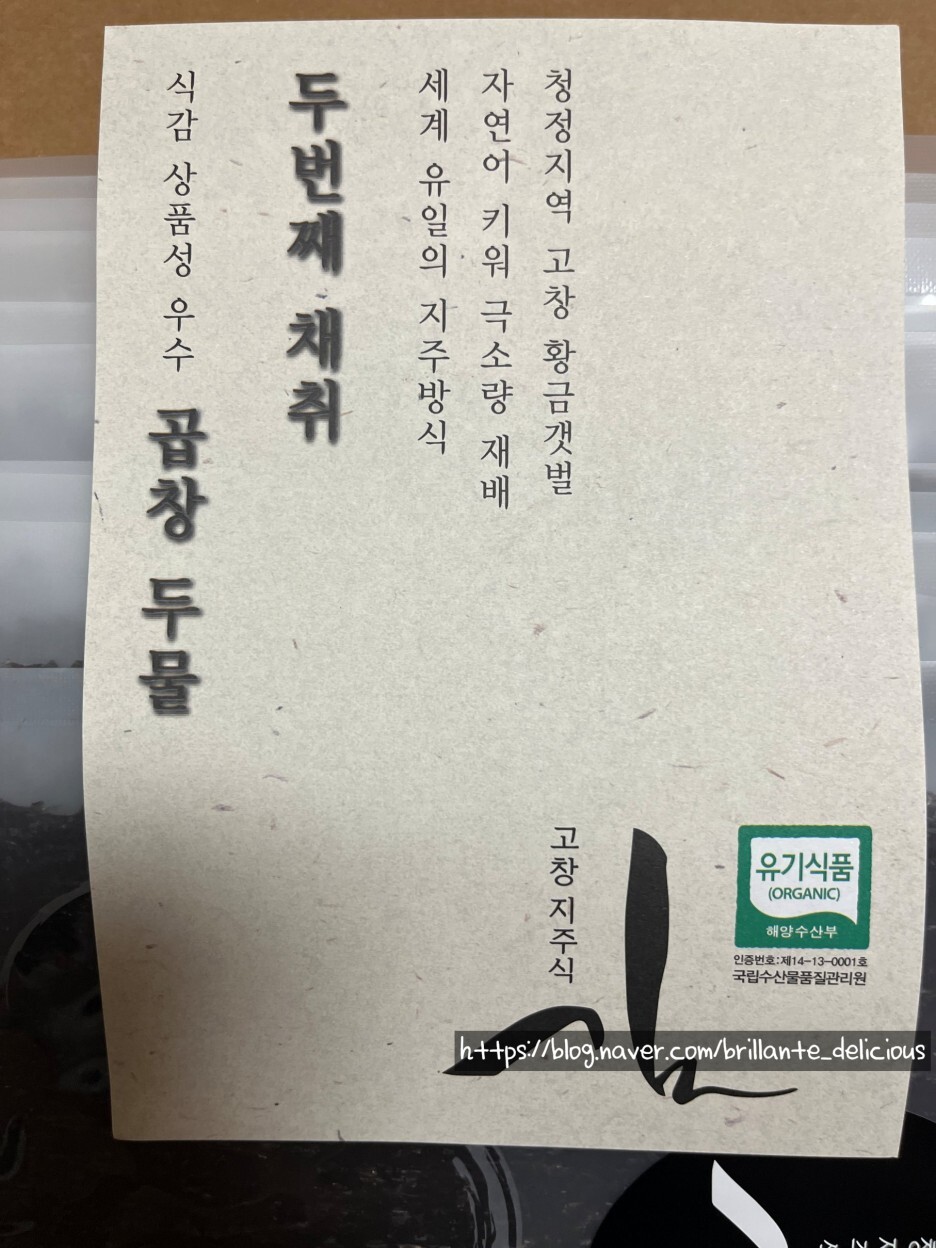 청정지역 고창 황금갯벌
자연어 키워 극소량 재배
세계 유일의 지주방식
두번째 채취
식감 상품성 우수 곱창 두물
고창 지주식
김
유기식품
(ORGANIC)
해양수산부
인증번호:제14-13-0001호
국립수산물품질관리원
https://blog.naver.com/brillante_delicious